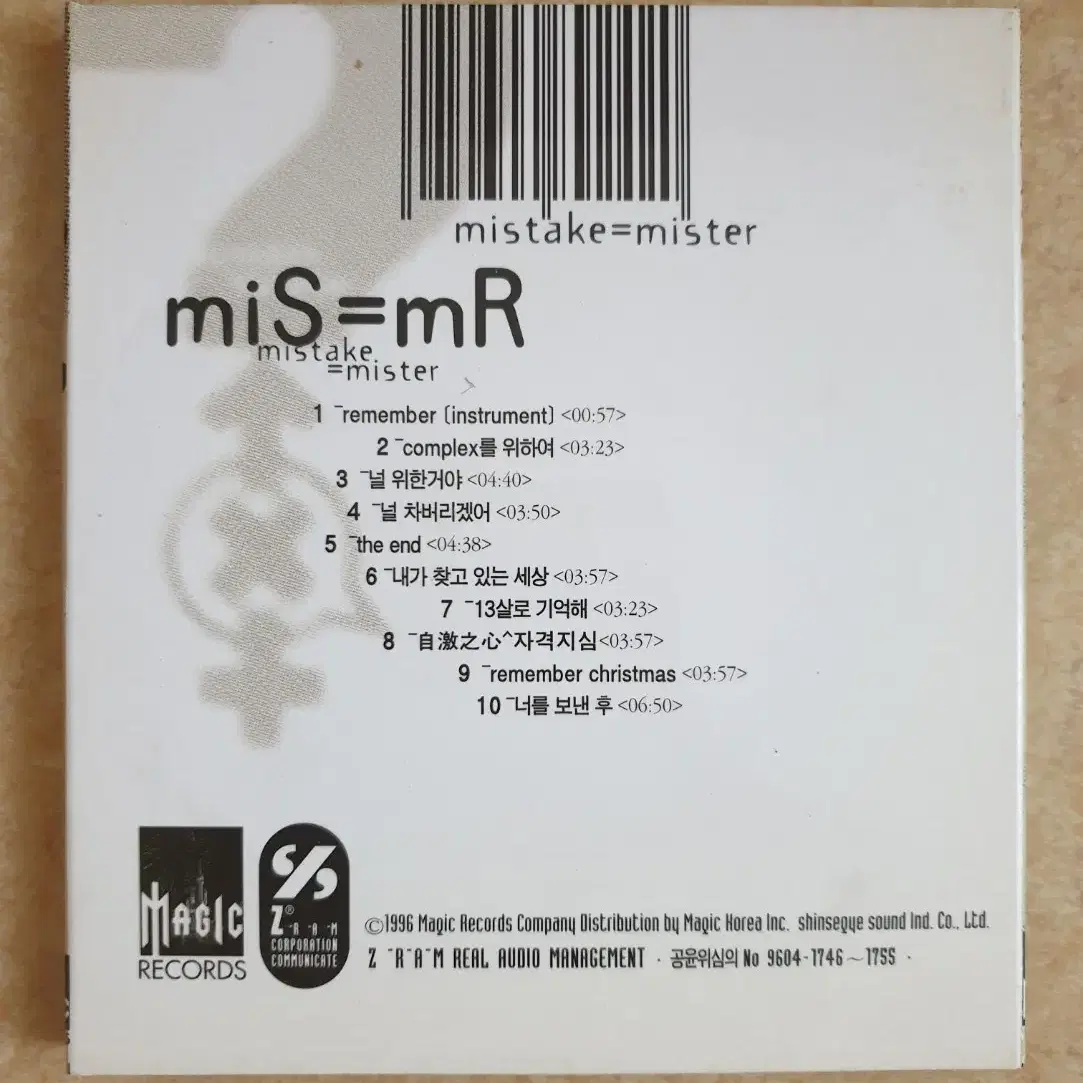 mistake=mister
miS=mR
mistake
=mister
1 ¯remember (instrument) <00:57>
2 ¯complex를 위하여 <03:23>
3 ¯널 위한거야 <04:40>
4 ¯널 차버리겠어 <03:50>
5 ¯the end <04:38>
6 ¯내가 찾고 있는 세상 <03:57>
7 ¯13살로 기억해 <03:23>
8 ¯自激之心^자격지심<03:57>
9 ¯remember christmas <03:57>
10 ¯너를 보낸 후 <06:50>
MAGIC
RECORDS
Z® ¯R ¯A ¯M
CORPORATION
COMMUNICATE
©1996 Magic Records Company Distribution by Magic Korea Inc. shinsegye sound Ind. Co., Ltd.
Z ¯R¯A¯M REAL AUDIO MANAGEMENT · 공윤위심의 No 9604-1746~1755 ·